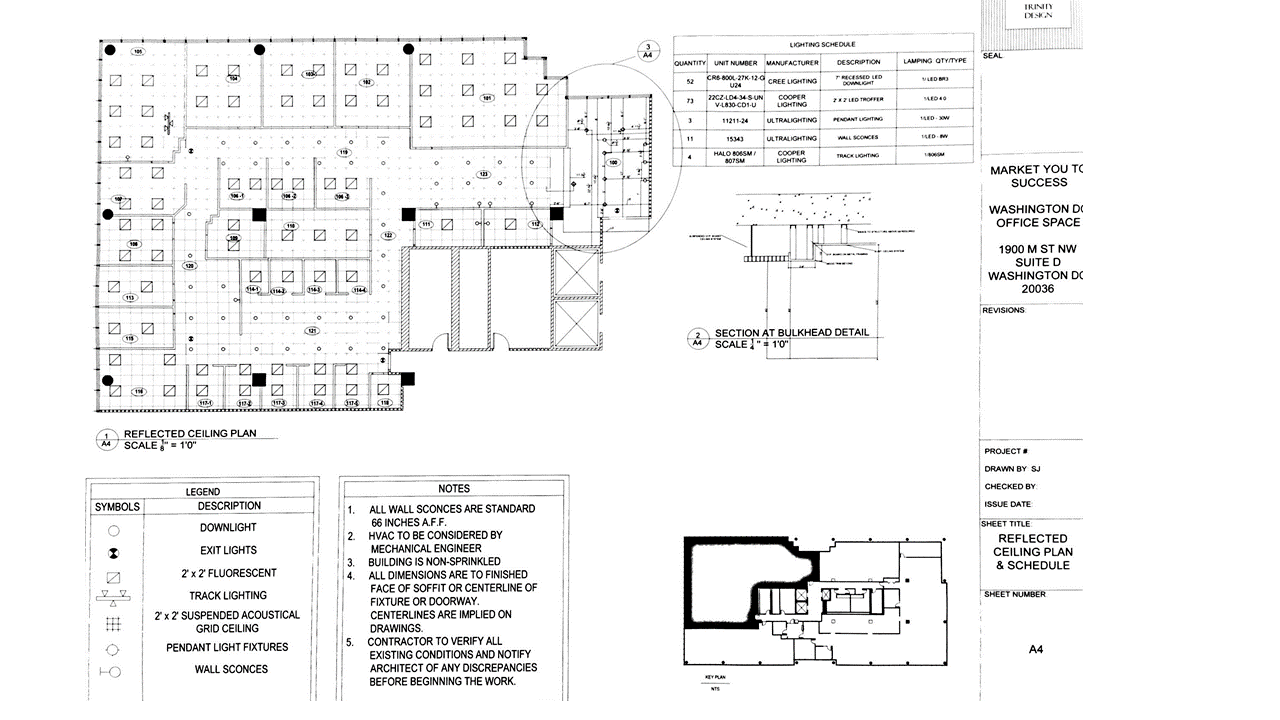 TRINITY
DESIGN
SEAL
MARKET YOU TO
SUCCESS
WASHINGTON DC
OFFICE SPACE
1900 M ST NW
SUITE D
WASHINGTON DC
20036
REVISIONS:
PROJECT #:
DRAWN BY: SJ
CHECKED BY:
ISSUE DATE:
SHEET TITLE:
REFLECTED
CEILING PLAN
& SCHEDULE
SHEET NUMBER
A4
LIGHTING SCHEDULE
QUANTITY UNIT NUMBER MANUFACTURER DESCRIPTION LAMPING QTY/TYPE
52 CR6-800L-27K-12-G
U24 CREE LIGHTING 7" RECESSED LED
DOWNLIGHT 1/ LED BR3
73 22CZ-LD4-34-S-UN
V-L830-CD1-U COOPER
LIGHTING 2' X 2' LED TROFFER 1/LED 4.0
3 11211-24 ULTRALIGHTING PENDANT LIGHTING 1/LED - 30W
11 15343 ULTRALIGHTING WALL SCONCES 1/LED - 8W
4 HALO 806SM /
807SM COOPER
LIGHTING TRACK LIGHTING 1/806SM
3
A4
105
104
103
102
101
100
119
123
106-1
106-2
106-3
107
108
109
110
111
112
122
120
113
114-1
114-2
114-3
114-4
115
121
116
117-1
117-2
117-3
117-4
117-5
118
1
A4
REFLECTED CEILING PLAN
SCALE 1/8" = 1'0"
2
A4
SECTION AT BULKHEAD DETAIL
SCALE 1/4" = 1'0"
LEGEND
SYMBOLS DESCRIPTION
DOWNLIGHT
EXIT LIGHTS
2' x 2' FLUORESCENT
TRACK LIGHTING
2' x 2' SUSPENDED ACOUSTICAL
GRID CEILING
PENDANT LIGHT FIXTURES
WALL SCONCES
NOTES
1. ALL WALL SCONCES ARE STANDARD
66 INCHES A.F.F.
2. HVAC TO BE CONSIDERED BY
MECHANICAL ENGINEER
3. BUILDING IS NON-SPRINKLED
4. ALL DIMENSIONS ARE TO FINISHED
FACE OF SOFFIT OR CENTERLINE OF
FIXTURE OR DOORWAY.
CENTERLINES ARE IMPLIED ON
DRAWINGS.
5. CONTRACTOR TO VERIFY ALL
EXISTING CONDITIONS AND NOTIFY
ARCHITECT OF ANY DISCREPANCIES
BEFORE BEGINNING THE WORK.
KEY PLAN
NTS